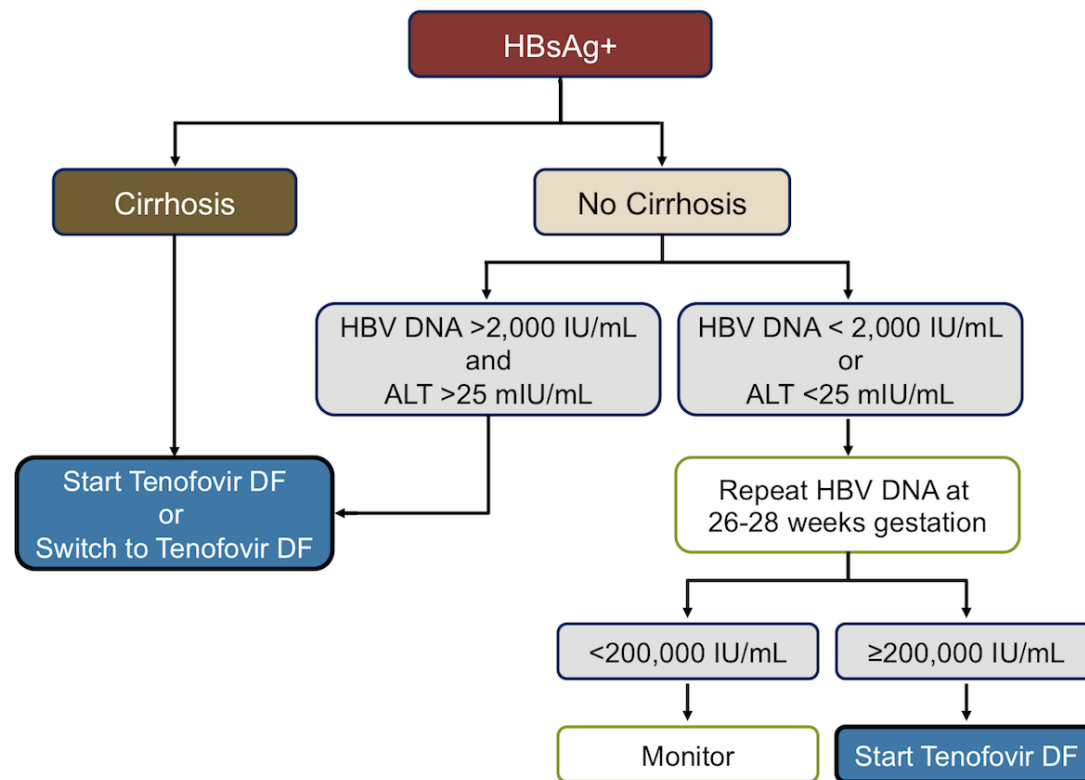 HBsAg+
Cirrhosis
No Cirrhosis
HBV DNA >2,000 IU/mL
and
ALT >25 mIU/mL
HBV DNA < 2,000 IU/mL
or
ALT <25 mIU/mL
Start Tenofovir DF
or
Switch to Tenofovir DF
Repeat HBV DNA at
26-28 weeks gestation
<200,000 IU/mL
≥200,000 IU/mL
Monitor
Start Tenofovir DF